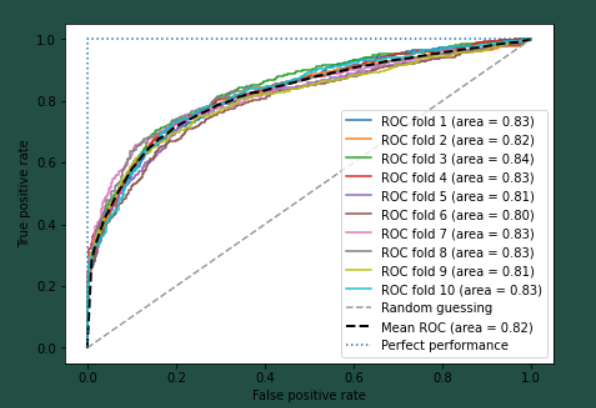 1.0
0.8
0.6
0.4
0.2
0.0
True positive rate
ROC fold 1 (area = 0.83)
ROC fold 2 (area = 0.82)
ROC fold 3 (area = 0.84)
ROC fold 4 (area = 0.83)
ROC fold 5 (area = 0.81)
ROC fold 6 (area = 0.80)
ROC fold 7 (area = 0.83)
ROC fold 8 (area = 0.83)
ROC fold 9 (area = 0.81)
ROC fold 10 (area = 0.83)
Random guessing
Mean ROC (area = 0.82)
Perfect performance
0.0 0.2 0.4 0.6 0.8 1.0
False positive rate